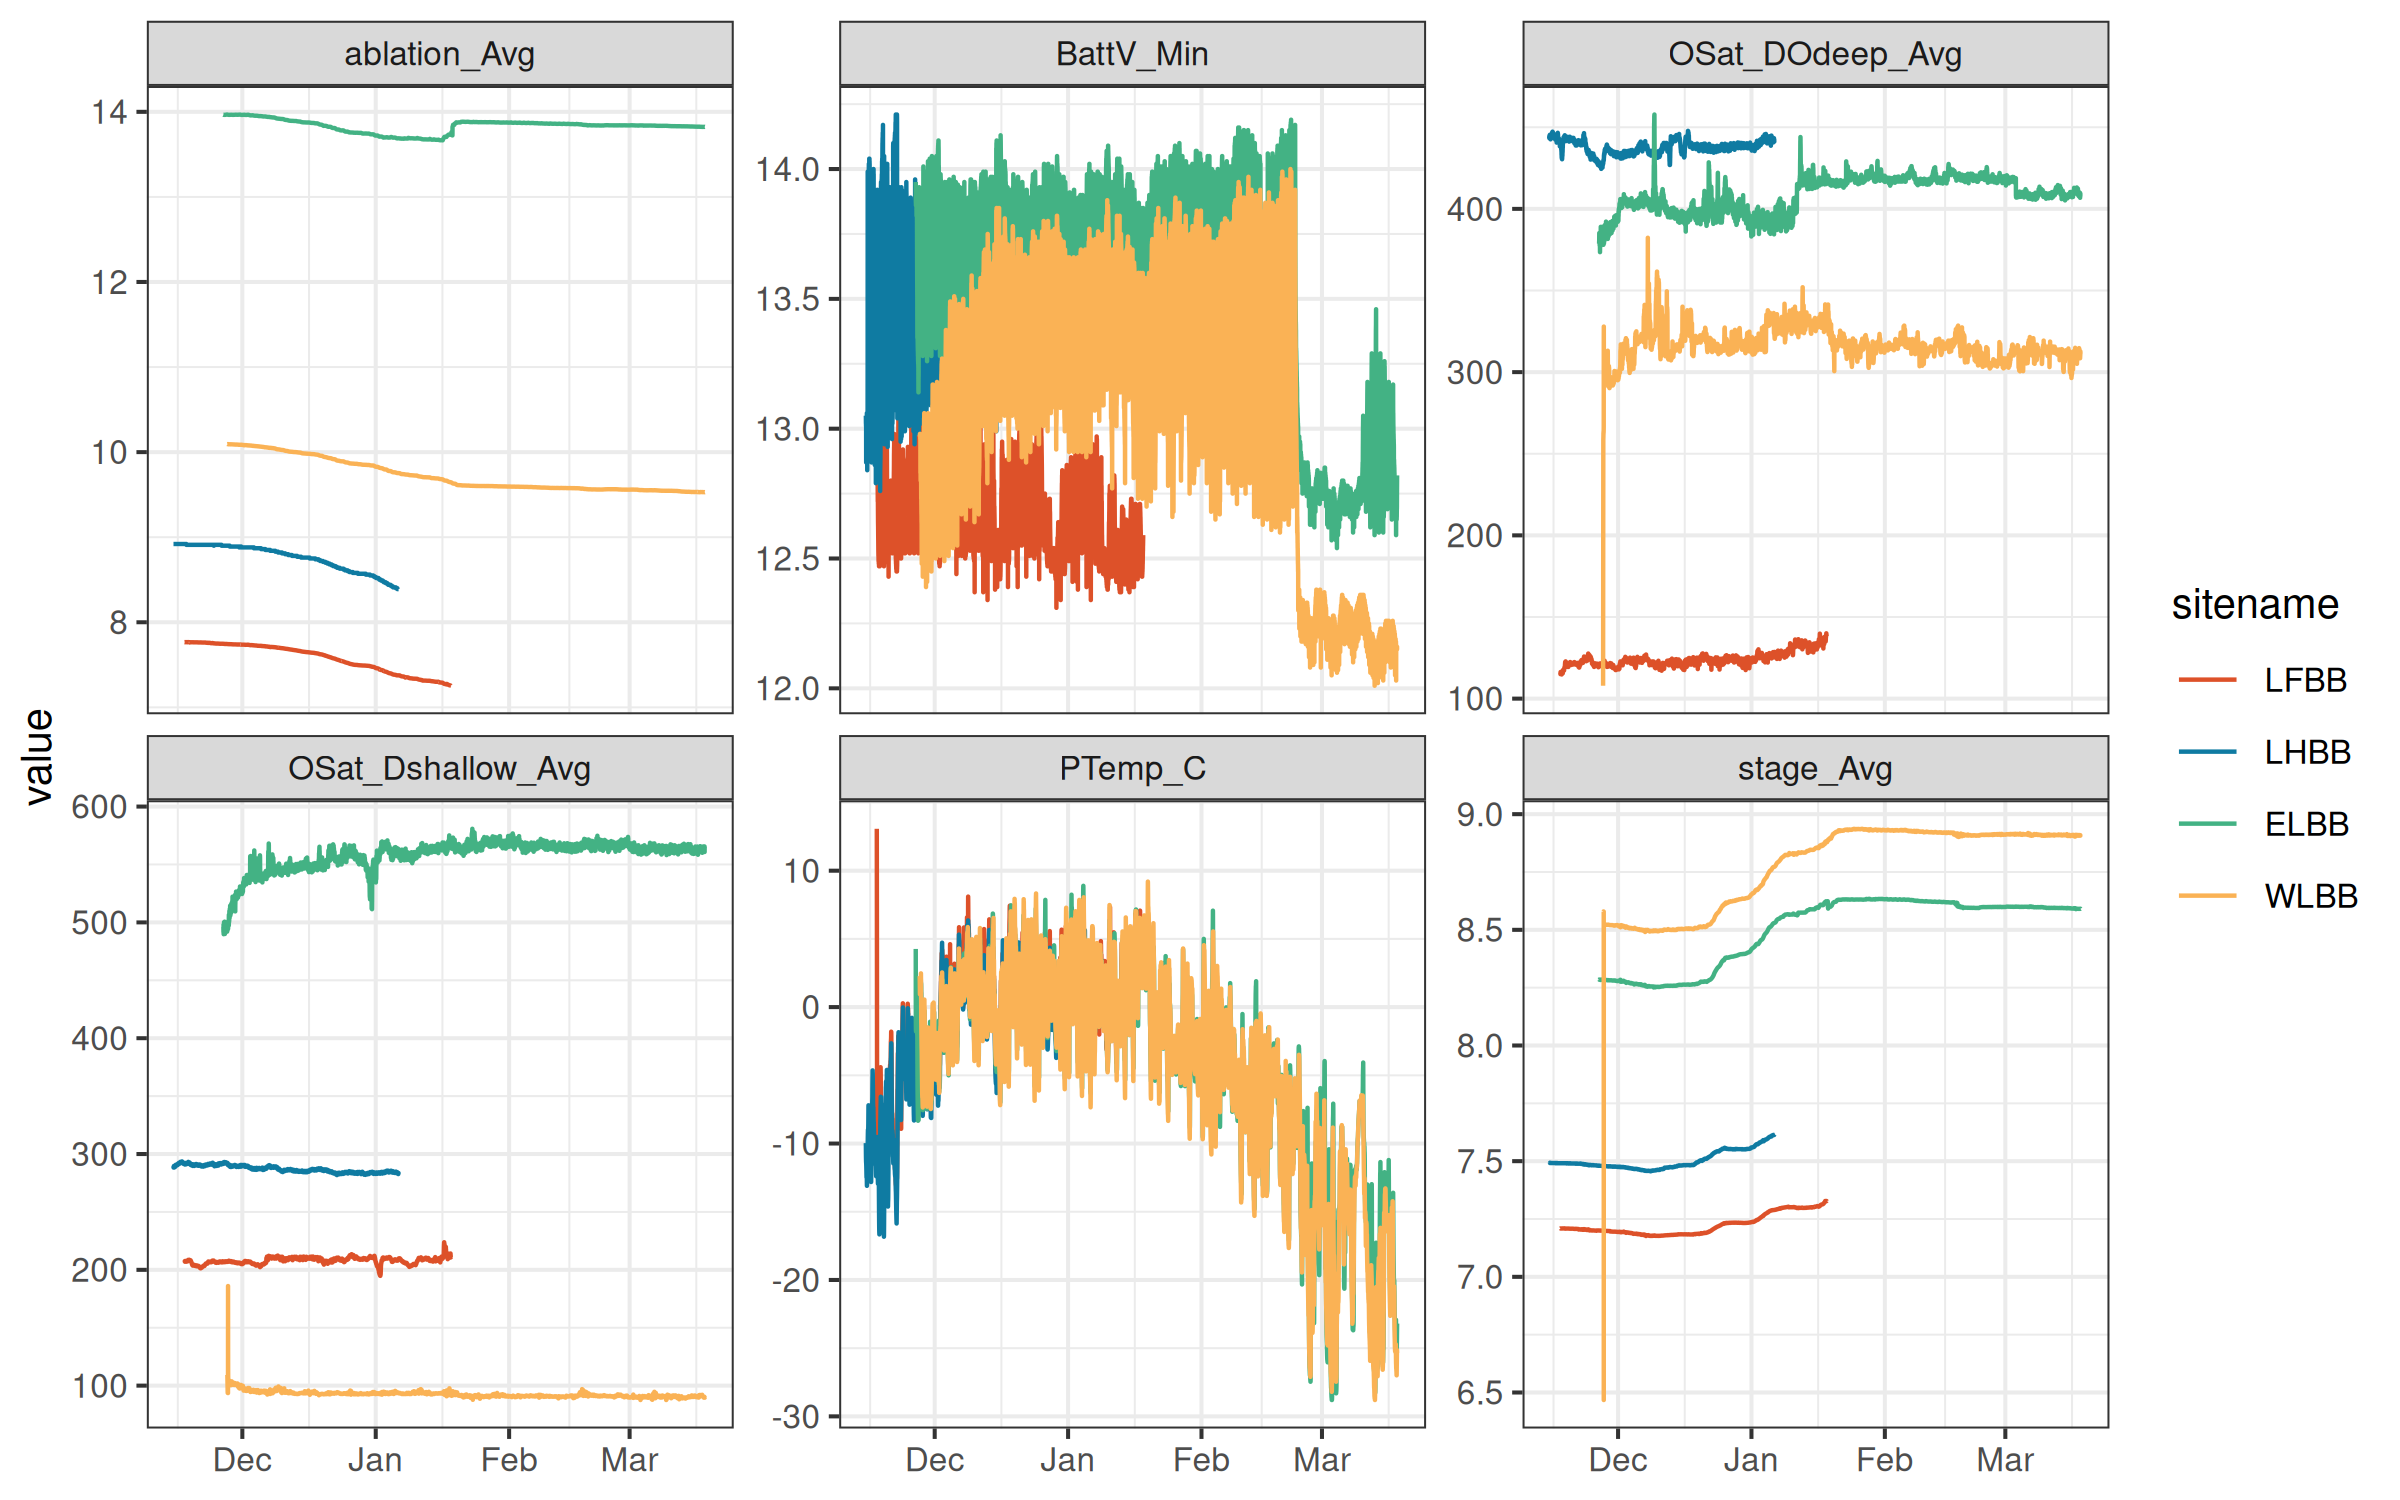 ablation_Avg
BattV_Min
OSat_DOdeep_Avg
14
12
10
8
14.0
13.5
13.0
12.5
12.0
400
300
200
100
value
OSat_Dshallow_Avg
PTemp_C
stage_Avg
600
500
400
300
200
100
10
0
-10
-20
-30
9.0
8.5
8.0
7.5
7.0
6.5
Dec Jan Feb Mar
Dec Jan Feb Mar
Dec Jan Feb Mar
sitename
LFBB
LHBB
ELBB
WLBB